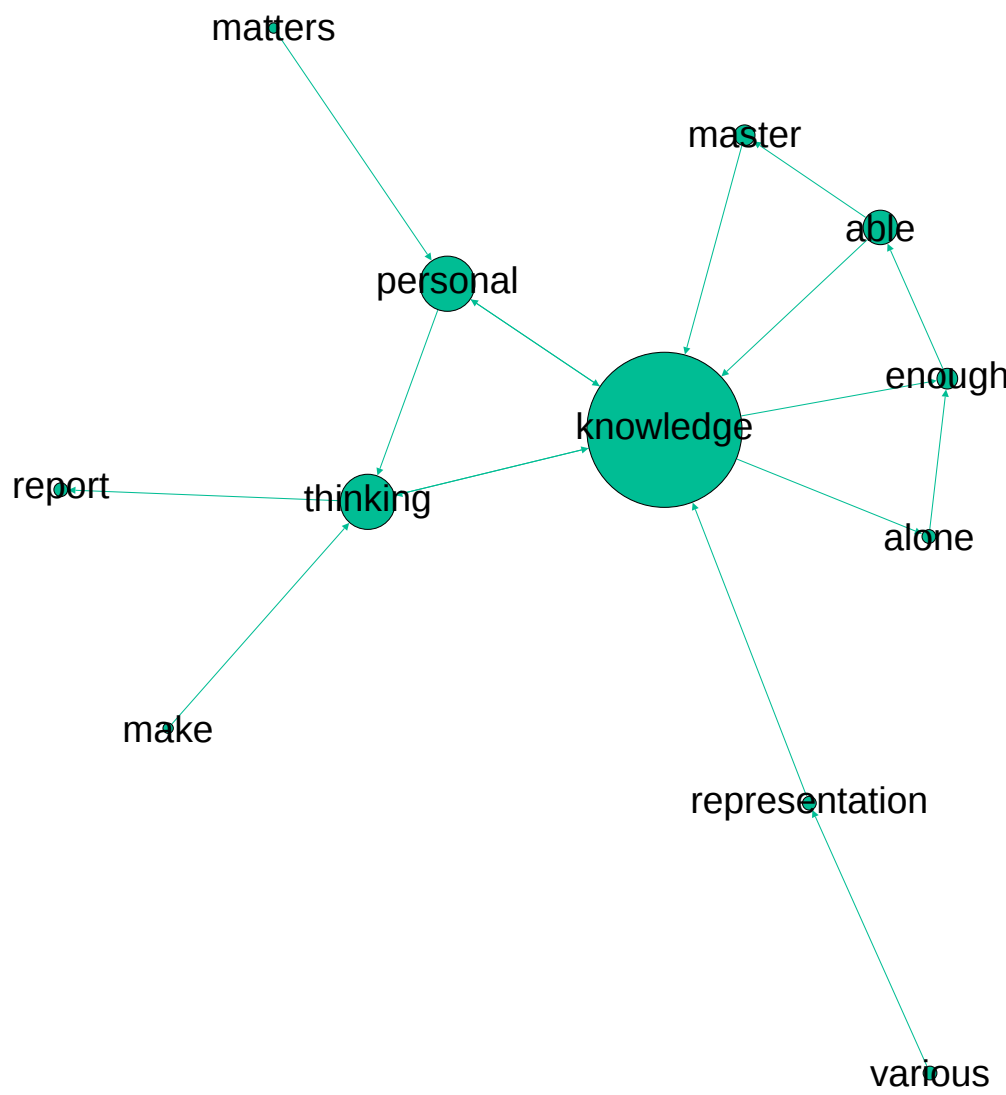 matters
master
able
personal
enough
knowledge
report
thinking
alone
make
representation
various